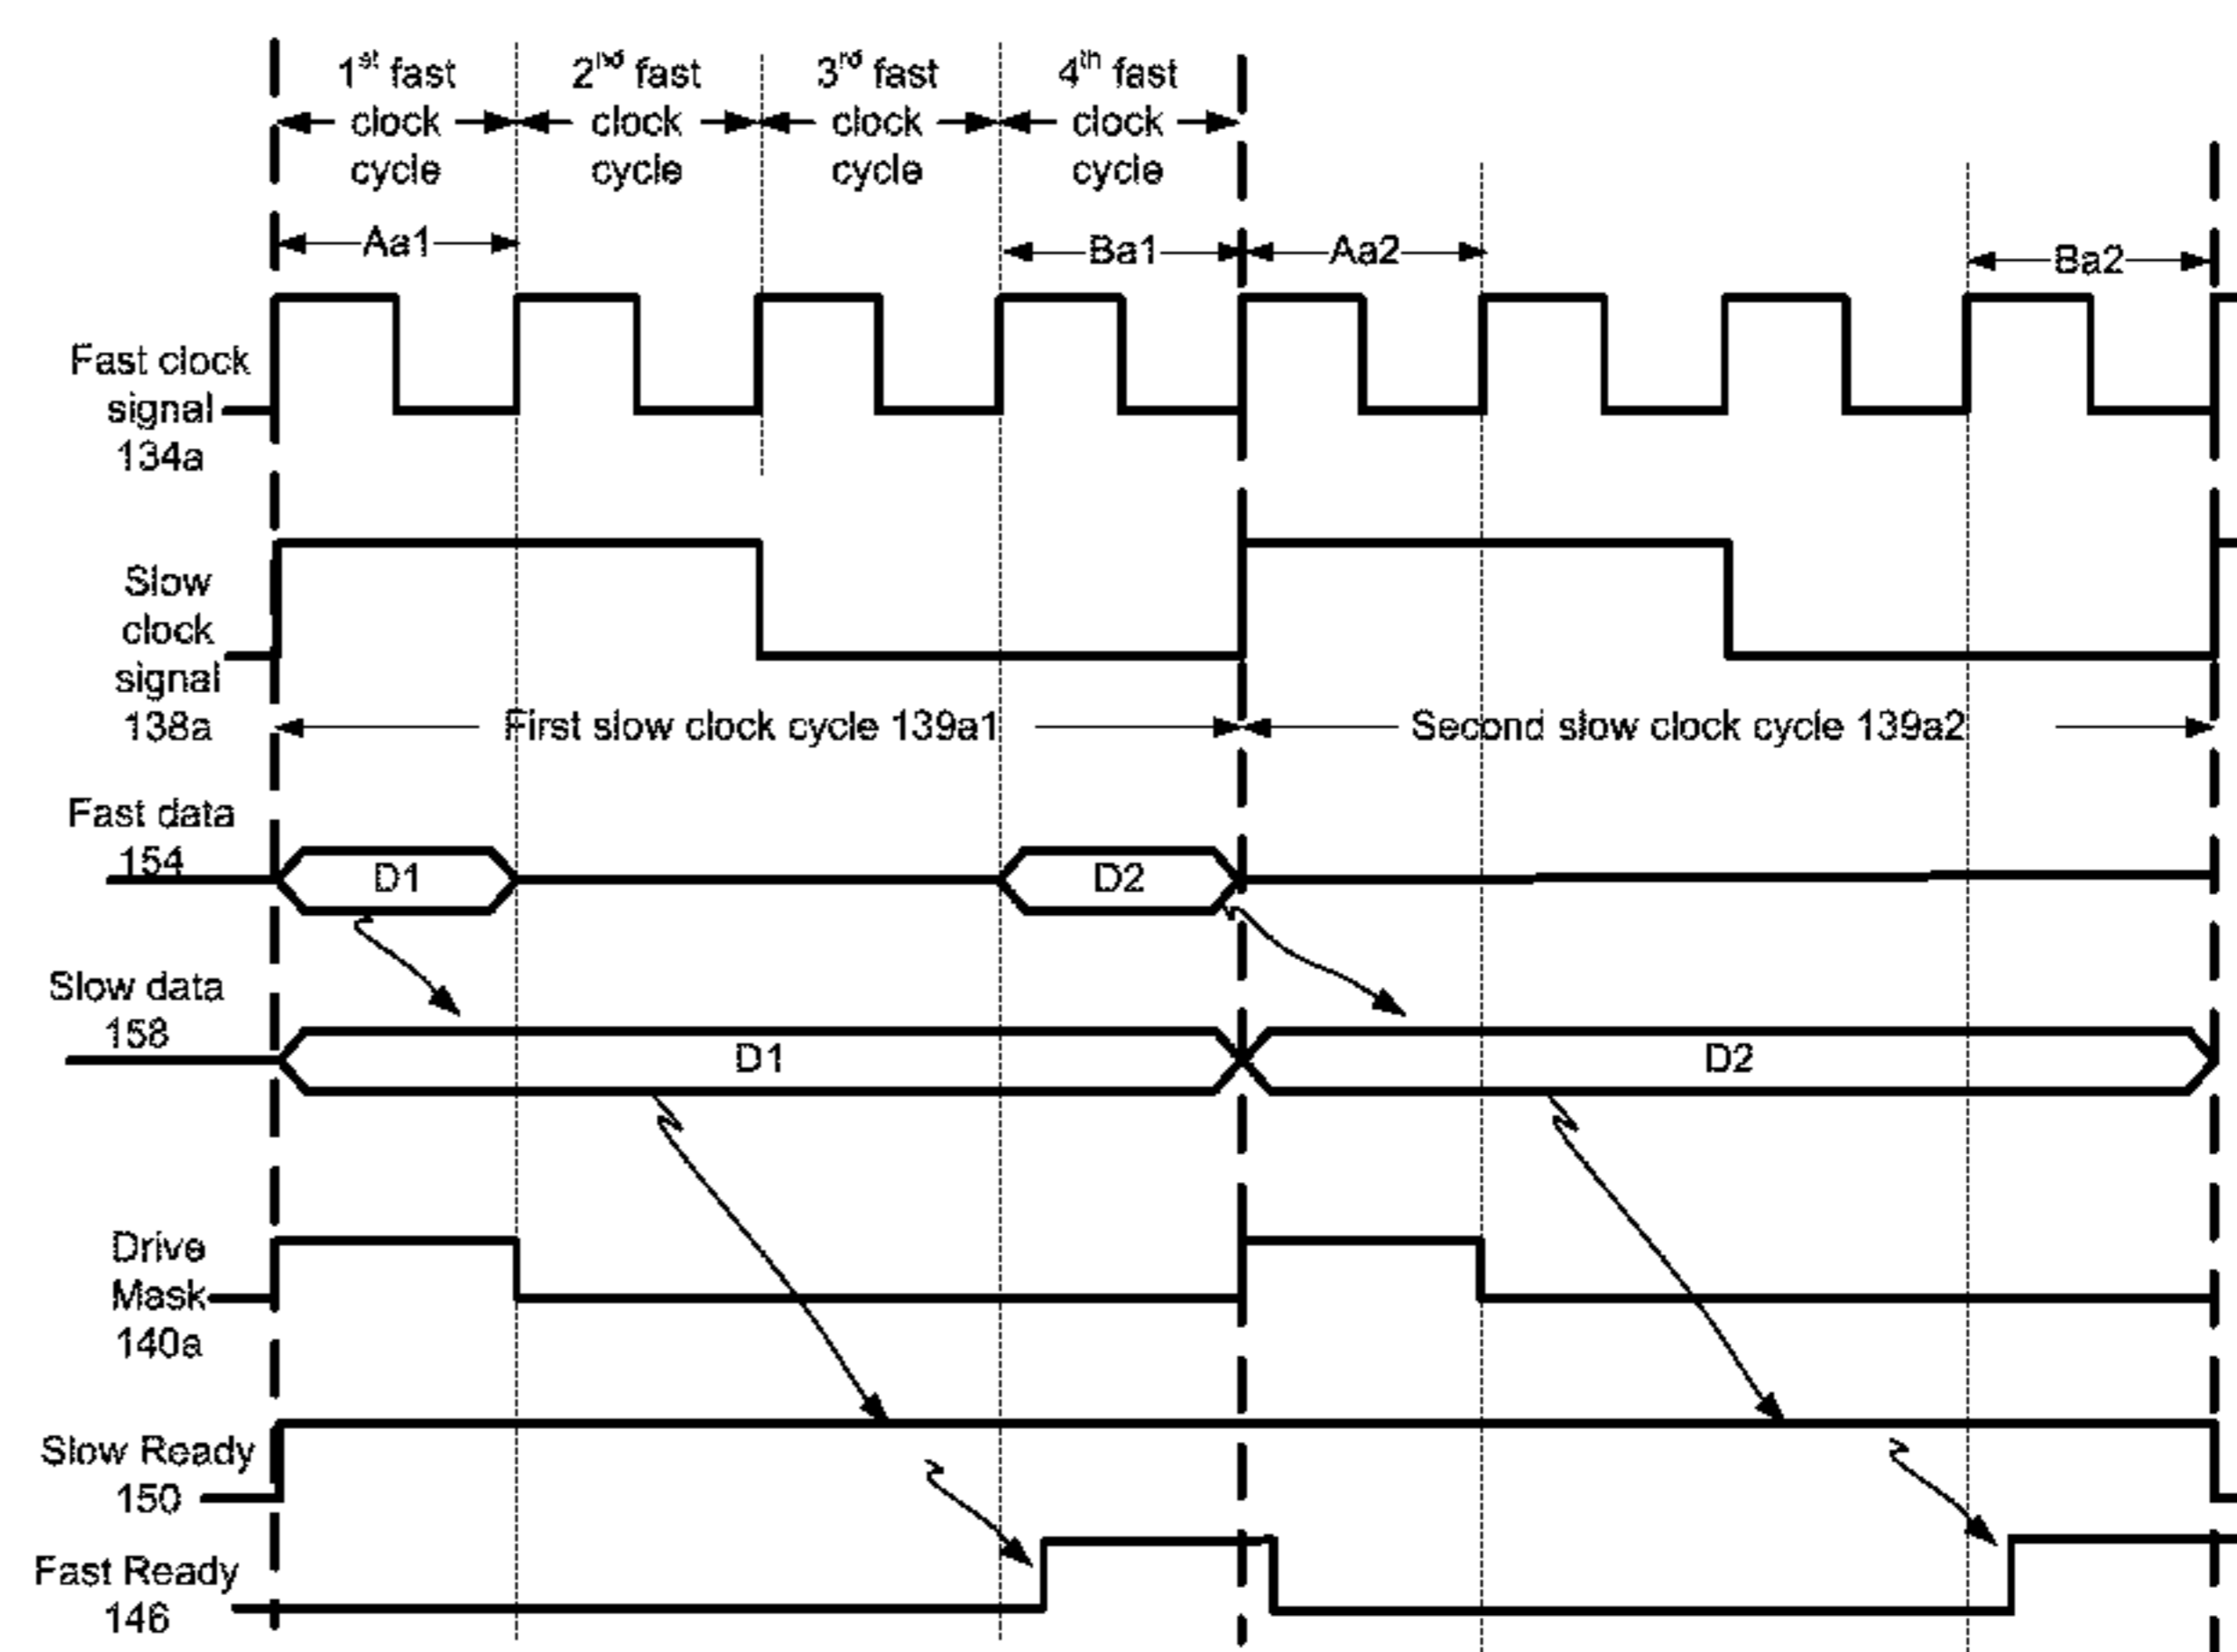 1st fast
clock
cycle
2nd fast
clock
cycle
3rd fast
clock
cycle
4th fast
clock
cycle
Aa1
Ba1
Aa2
Ba2
Fast clock
signal
134a
Slow
clock
signal
138a
First slow clock cycle 139a1
Second slow clock cycle 139a2
Fast data
154
D1
D2
Slow data
158
D1
D2
Drive
Mask
140a
Slow Ready
150
Fast Ready
146